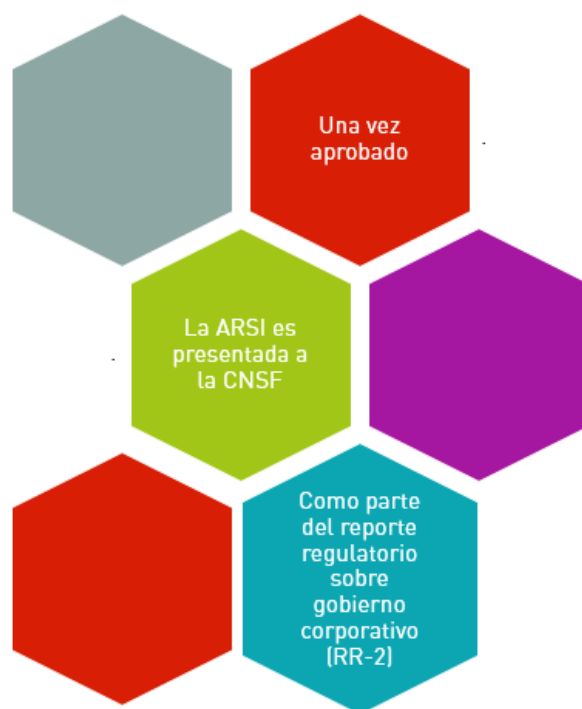 Una vez
aprobado
La ARSI es
presentada a
la CNSF
Como parte
del reporte
regulatorio
sobre
gobierno
corporativo
(RR-2)